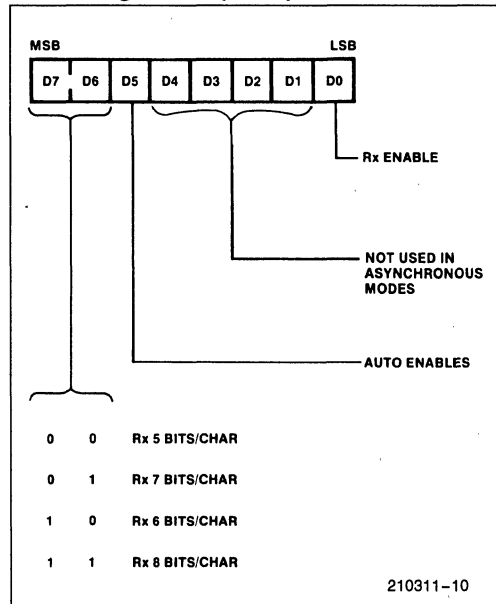 MSB LSB
D7 D6 D5 D4 D3 D2 D1 D0
Rx ENABLE
NOT USED IN
ASYNCHRONOUS
MODES
AUTO ENABLES
0 0 Rx 5 BITS/CHAR
0 1 Rx 7 BITS/CHAR
1 0 Rx 6 BITS/CHAR
1 1 Rx 8 BITS/CHAR
210311-10